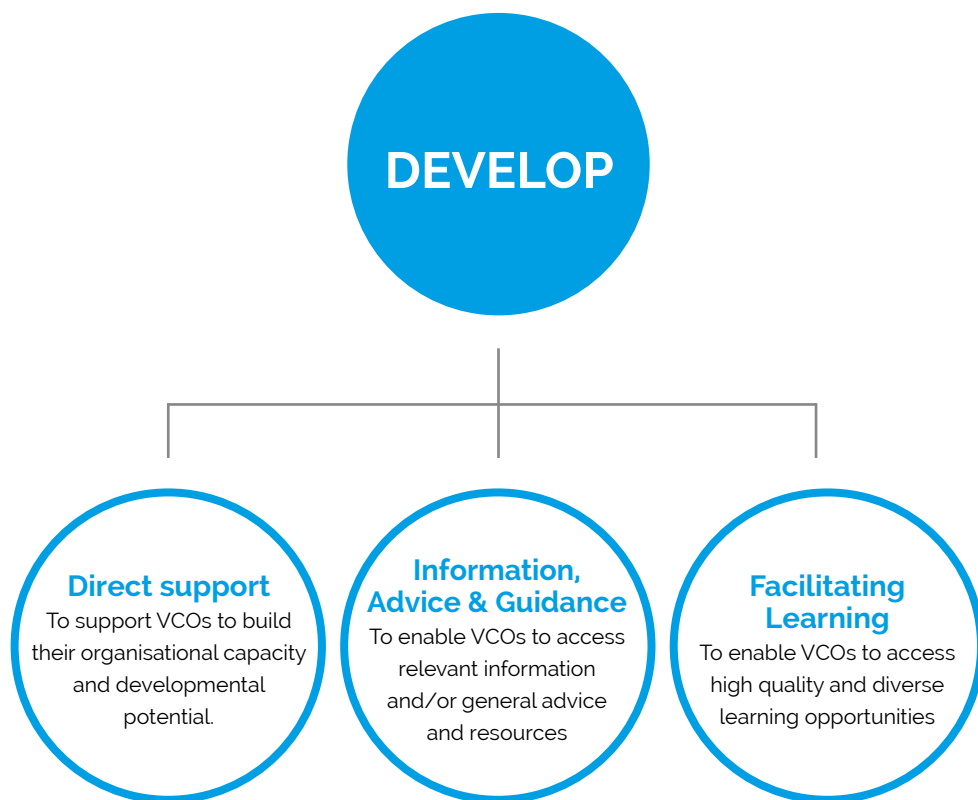 DEVELOP
Direct support
To support VCOs to build
their organisational capacity
and developmental
potential.
Information,
Advice & Guidance
To enable VCOs to access
relevant information
and/or general advice
and resources
Facilitating
Learning
To enable VCOs to access
high quality and diverse
learning opportunities